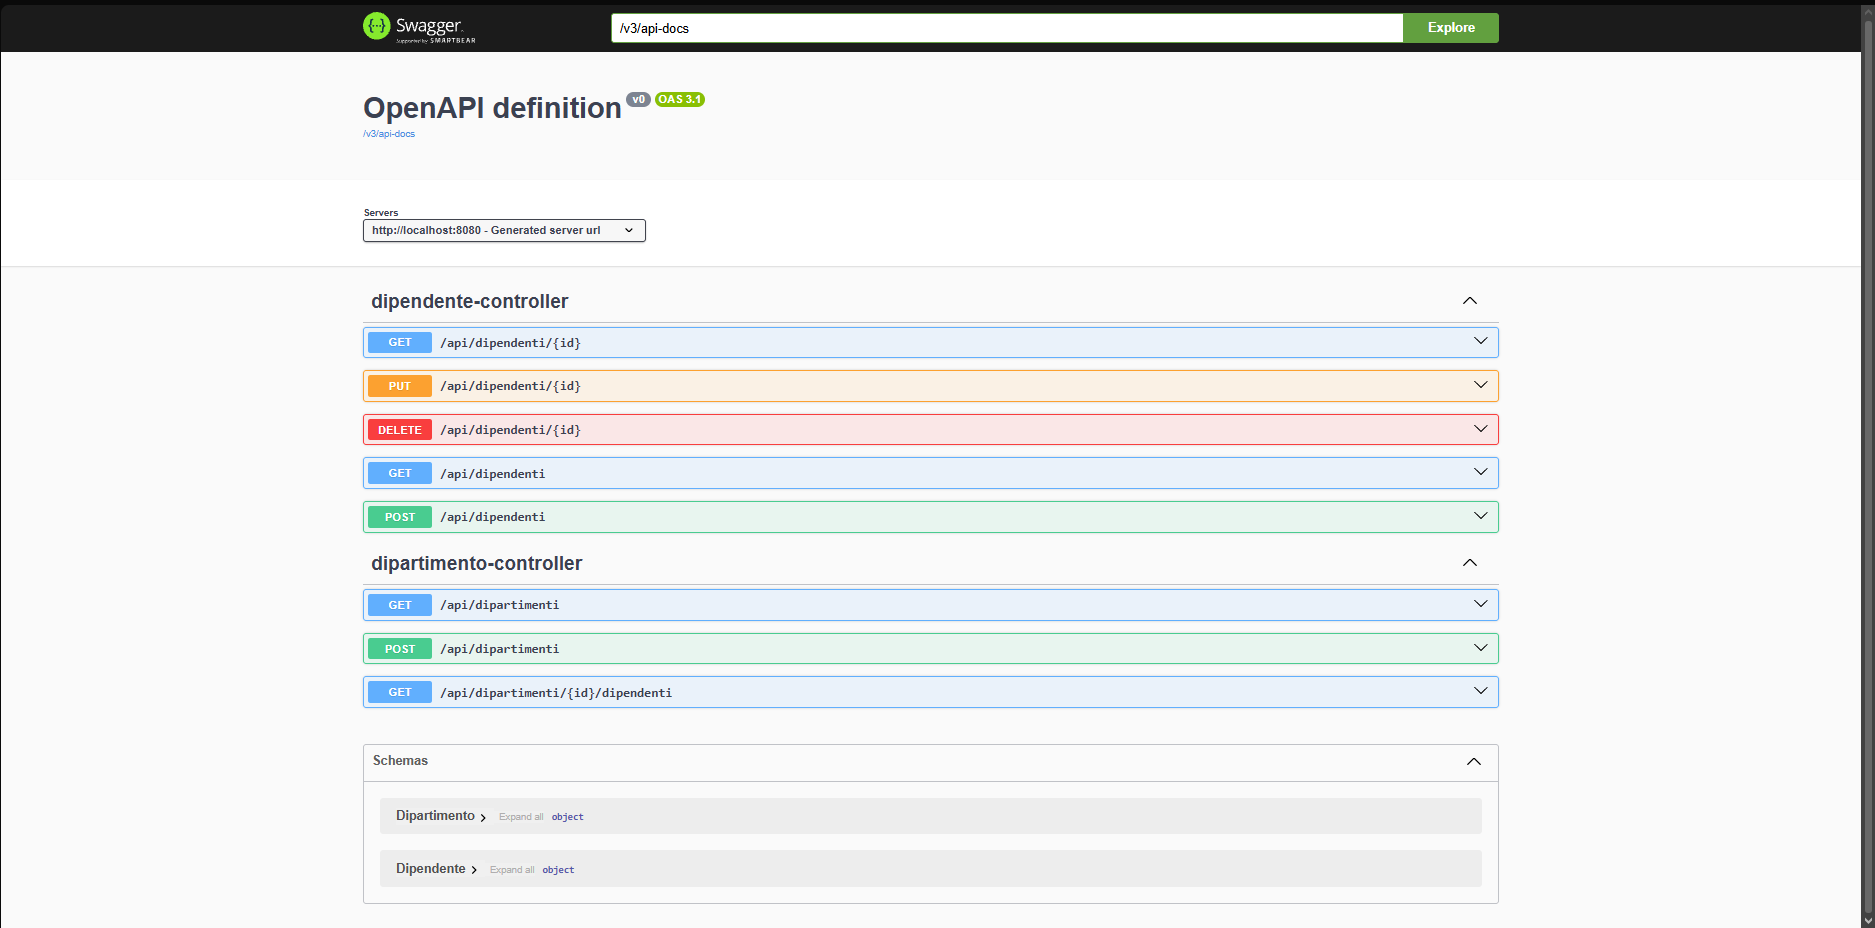 Swagger.
Supported by SMARTBEAR
/v3/api-docs
Explore
OpenAPI definition v0 OAS 3.1
/v3/api-docs
Servers
http://localhost:8080 - Generated server url
dipendente-controller
GET /api/dipendenti/{id}
PUT /api/dipendenti/{id}
DELETE /api/dipendenti/{id}
GET /api/dipendenti
POST /api/dipendenti
dipartimento-controller
GET /api/dipartimenti
POST /api/dipartimenti
GET /api/dipartimenti/{id}/dipendenti
Schemas
Dipartimento Expand all object
Dipendente Expand all object